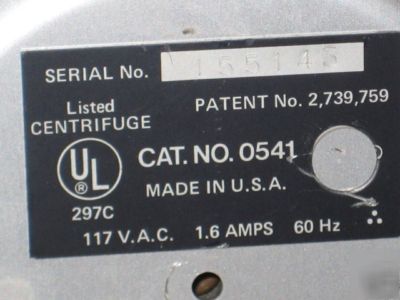 SERIAL No. 155145
Listed
CENTRIFUGE
PATENT No. 2,739,759
UL
297C
CAT. NO. 0541
MADE IN U.S.A.
117 V.A.C. 1.6 AMPS 60 Hz